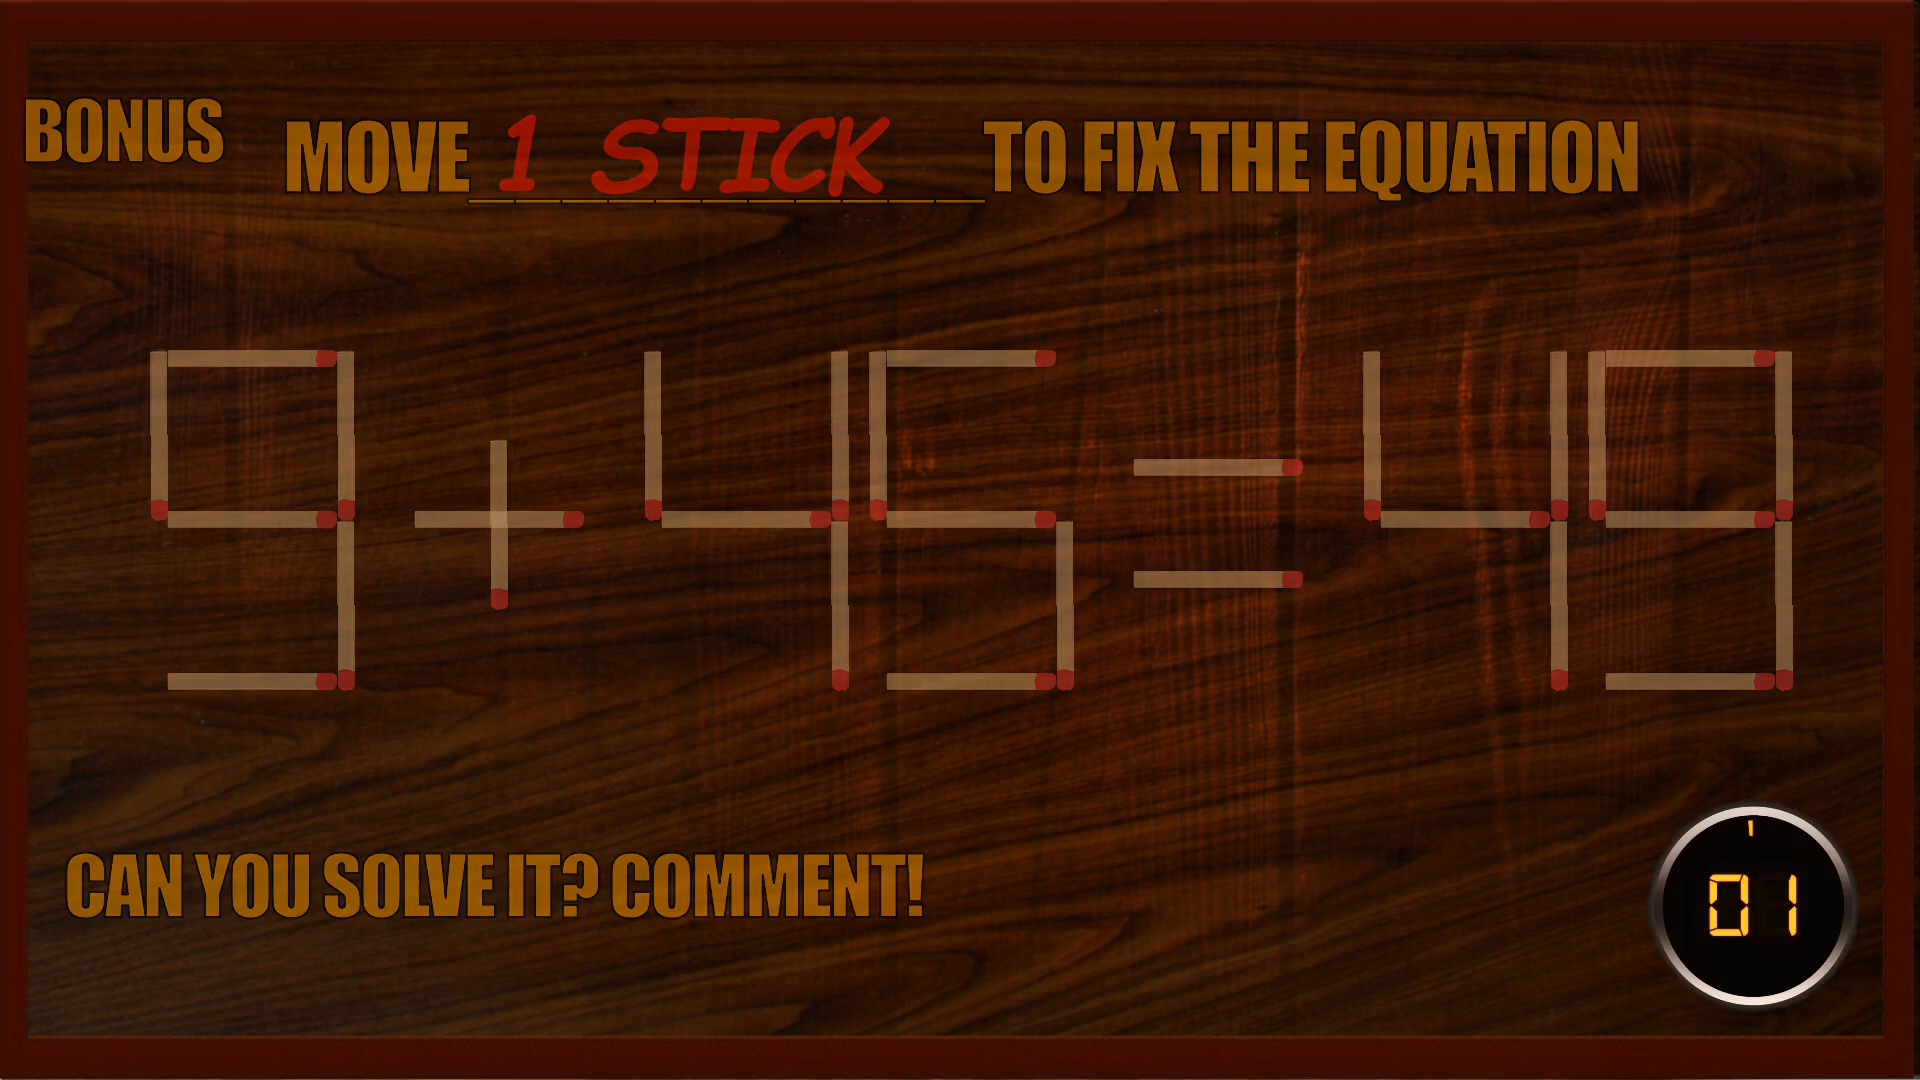 BONUS
MOVE 1 STICK TO FIX THE EQUATION
9+45=49
CAN YOU SOLVE IT? COMMENT!
01